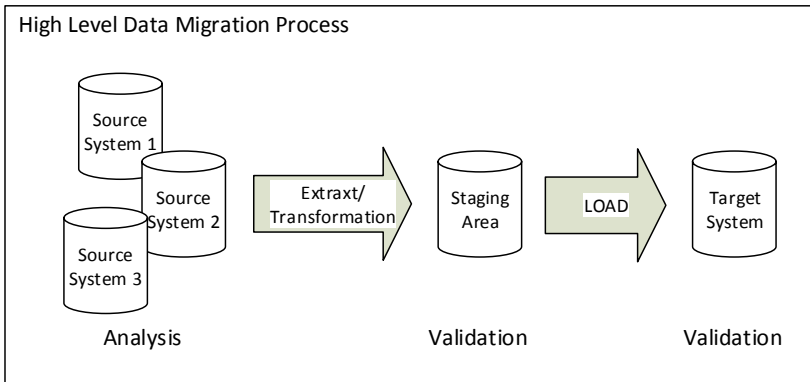 High Level Data Migration Process
Source
System 1
Source
System 2
Source
System 3
Extraxt/
Transformation
Staging
Area
LOAD
Target
System
Analysis
Validation
Validation